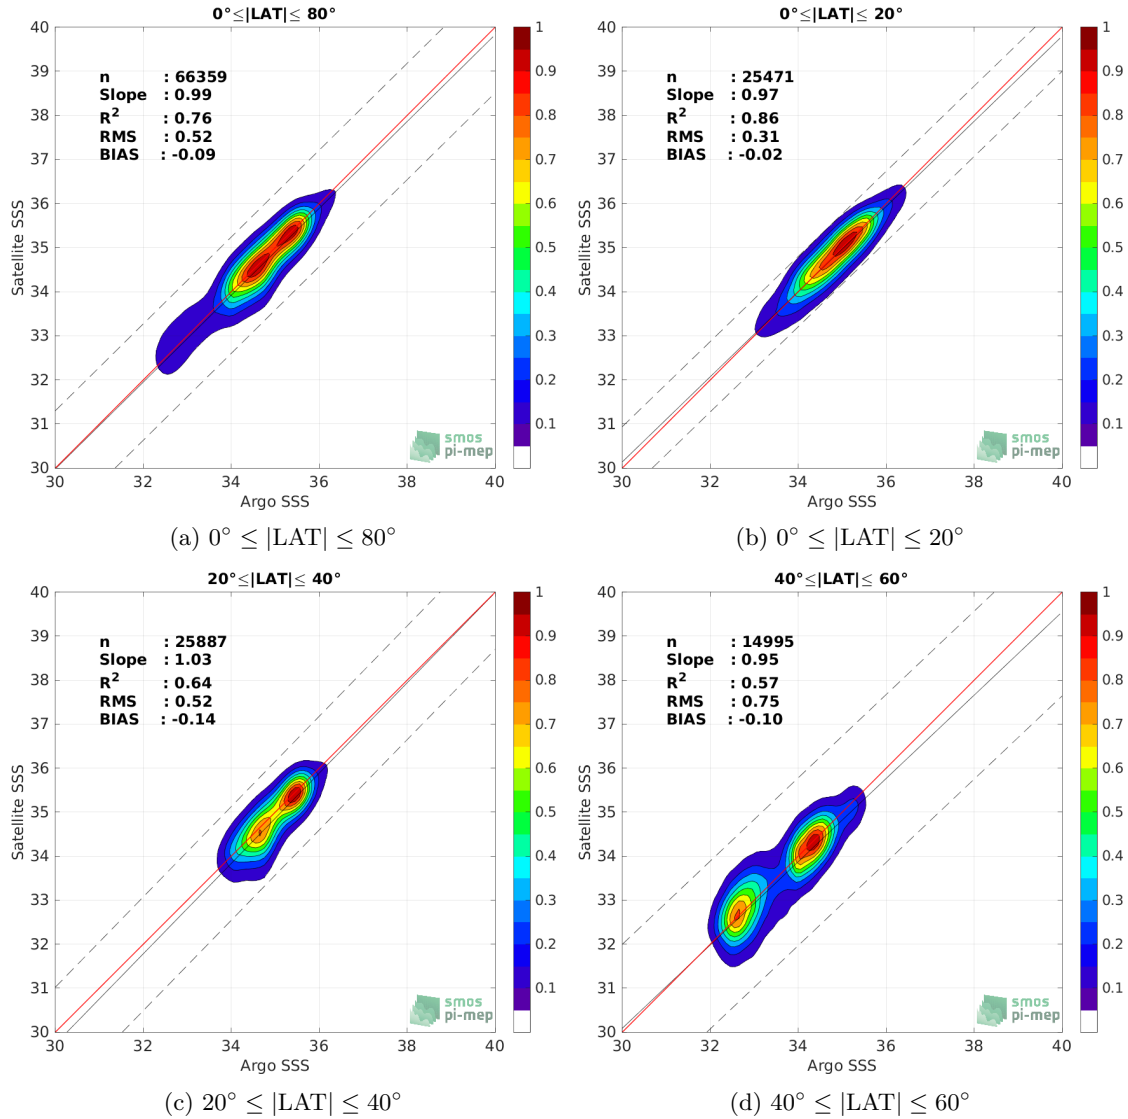 0°≤|LAT|≤ 80°
n : 66359
Slope : 0.99
R² : 0.76
RMS : 0.52
BIAS : -0.09
40
39
38
37
36
35
34
33
32
31
30
Satellite SSS
30 32 34 36 38 40
Argo SSS
1
0.9
0.8
0.7
0.6
0.5
0.4
0.3
0.2
0.1
smos
pi-mep
(a) 0° ≤ |LAT| ≤ 80°
0°≤|LAT|≤ 20°
n : 25471
Slope : 0.97
R² : 0.86
RMS : 0.31
BIAS : -0.02
40
39
38
37
36
35
34
33
32
31
30
Satellite SSS
30 32 34 36 38 40
Argo SSS
1
0.9
0.8
0.7
0.6
0.5
0.4
0.3
0.2
0.1
smos
pi-mep
(b) 0° ≤ |LAT| ≤ 20°
20°≤|LAT|≤ 40°
n : 25887
Slope : 1.03
R² : 0.64
RMS : 0.52
BIAS : -0.14
40
39
38
37
36
35
34
33
32
31
30
Satellite SSS
30 32 34 36 38 40
Argo SSS
1
0.9
0.8
0.7
0.6
0.5
0.4
0.3
0.2
0.1
smos
pi-mep
(c) 20° ≤ |LAT| ≤ 40°
40°≤|LAT|≤ 60°
n : 14995
Slope : 0.95
R² : 0.57
RMS : 0.75
BIAS : -0.10
40
39
38
37
36
35
34
33
32
31
30
Satellite SSS
30 32 34 36 38 40
Argo SSS
1
0.9
0.8
0.7
0.6
0.5
0.4
0.3
0.2
0.1
smos
pi-mep
(d) 40° ≤ |LAT| ≤ 60°